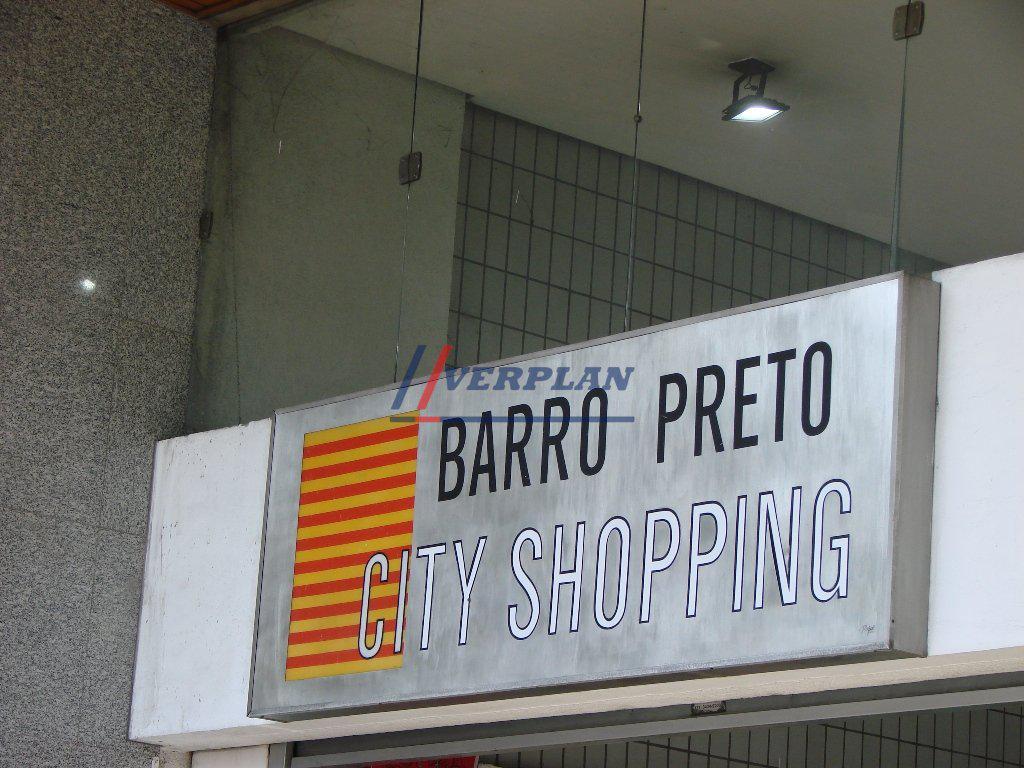 VERPLAN
BARRO PRETO
CITY SHOPPING